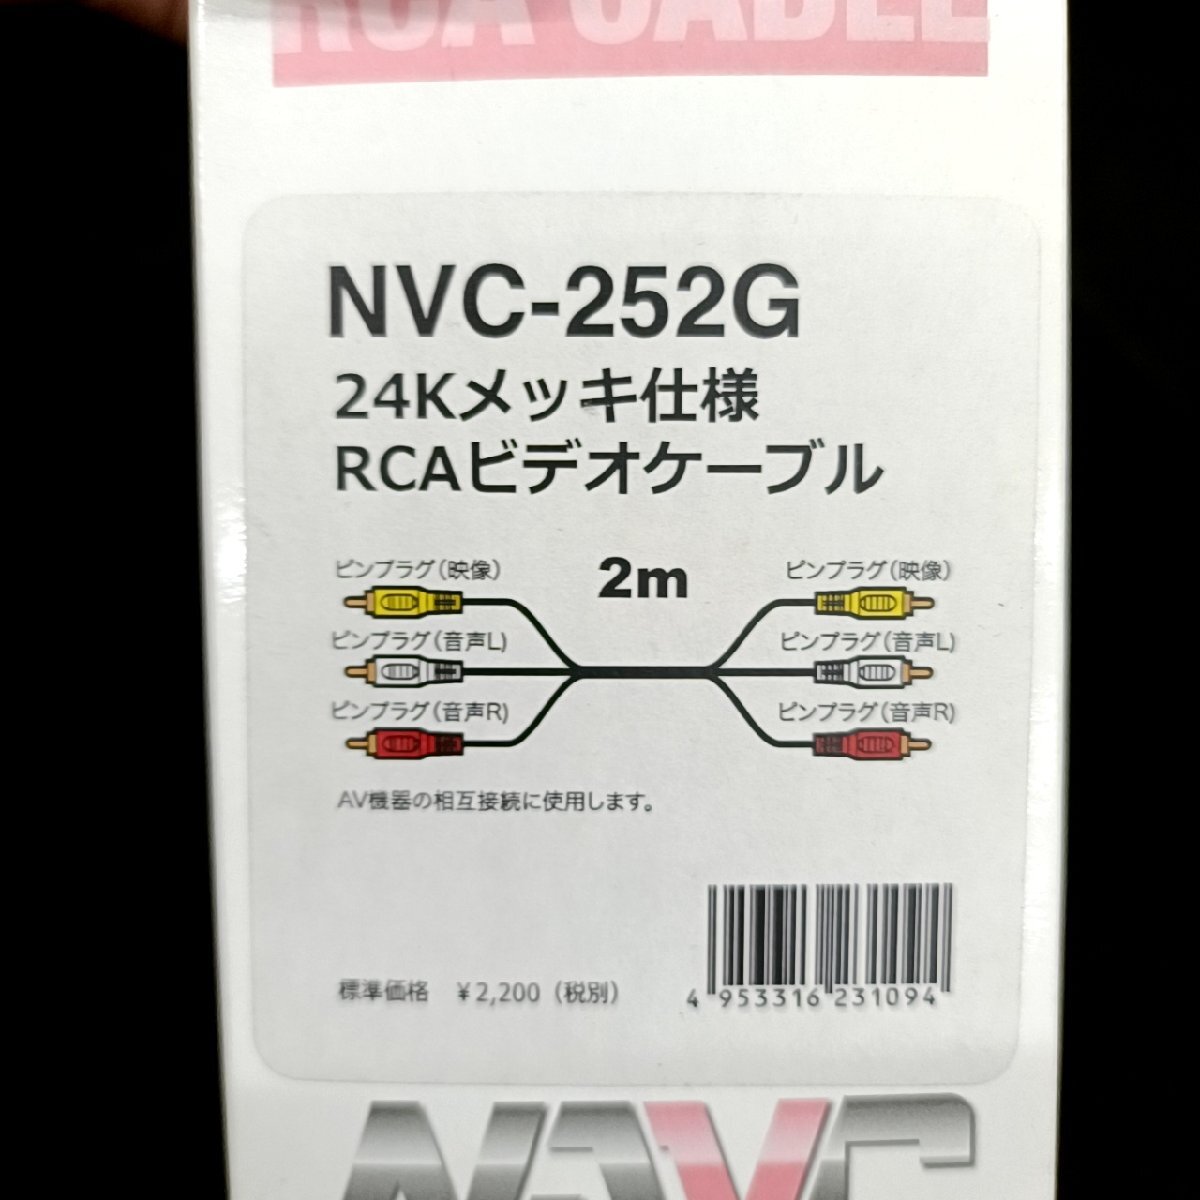 RCA CABLE
NVC-252G
24Kメッキ仕様
RCAビデオケーブル
2m
ピンプラグ(映像) ピンプラグ(映像)
ピンプラグ(音声L) ピンプラグ(音声L)
ピンプラグ(音声R) ピンプラグ(音声R)
AV機器の相互接続に使用します。
標準価格 ¥2,200(税別)
4 953316 231094